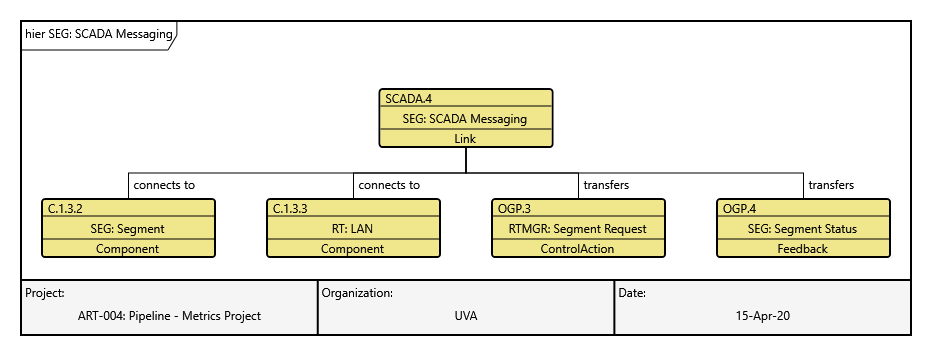 hier SEG: SCADA Messaging
SCADA.4
SEG: SCADA Messaging
Link
connects to
connects to
transfers
transfers
C.1.3.2
SEG: Segment
Component
C.1.3.3
RT: LAN
Component
OGP.3
RTMGR: Segment Request
ControlAction
OGP.4
SEG: Segment Status
Feedback
Project:
ART-004: Pipeline - Metrics Project
Organization:
UVA
Date:
15-Apr-20